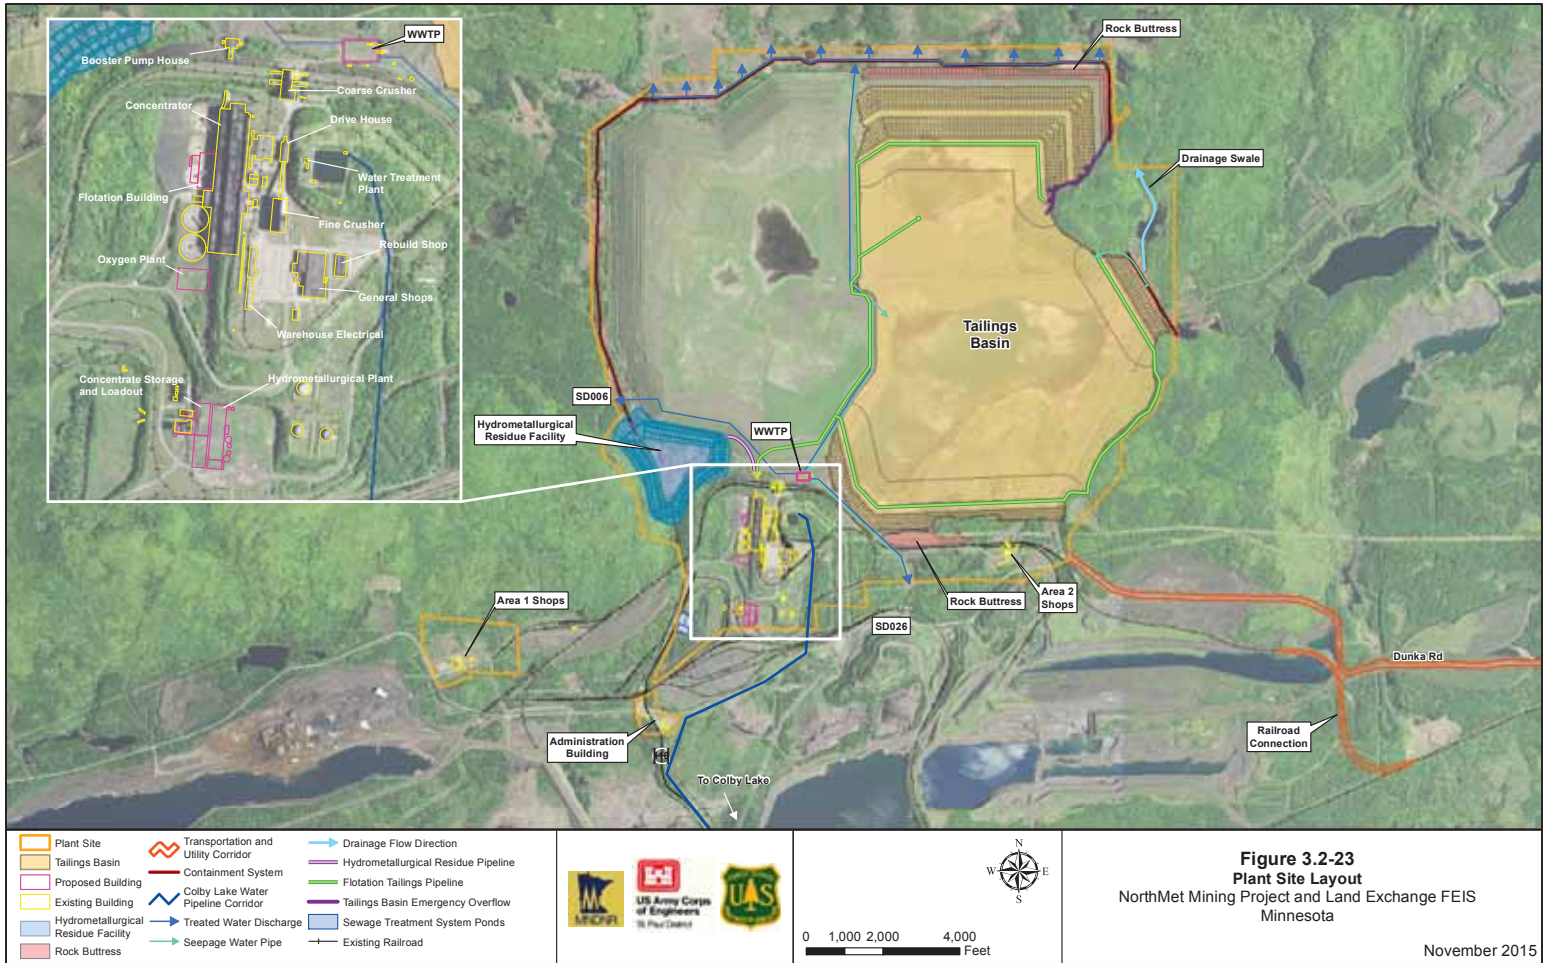 WWTP
Booster Pump House
Coarse Crusher
Concentrator
Drive House
Water Treatment
Plant
Flotation Building
Fine Crusher
Rebuild Shop
Oxygen Plant
General Shops
Warehouse Electrical
Concentrate Storage
and Loadout
Hydrometallurgical Plant
Rock Buttress
Drainage Swale
Tailings
Basin
SD006
Hydrometallurgical
Residue Facility
WWTP
Area 1 Shops
Rock Buttress
Area 2
Shops
SD026
Dunka Rd
Administration
Building
Railroad
Connection
To Colby Lake
Plant Site
Tailings Basin
Proposed Building
Existing Building
Hydrometallurgical
Residue Facility
Rock Buttress
Transportation and
Utility Corridor
Containment System
Colby Lake Water
Pipeline Corridor
Treated Water Discharge
Seepage Water Pipe
Drainage Flow Direction
Hydrometallurgical Residue Pipeline
Flotation Tailings Pipeline
Tailings Basin Emergency Overflow
Sewage Treatment System Ponds
Existing Railroad
MNDNR
US Army Corps
of Engineers
St. Paul District
UAS
N
W E
S
0 1,000 2,000 4,000
Feet
Figure 3.2-23
Plant Site Layout
NorthMet Mining Project and Land Exchange FEIS
Minnesota
November 2015